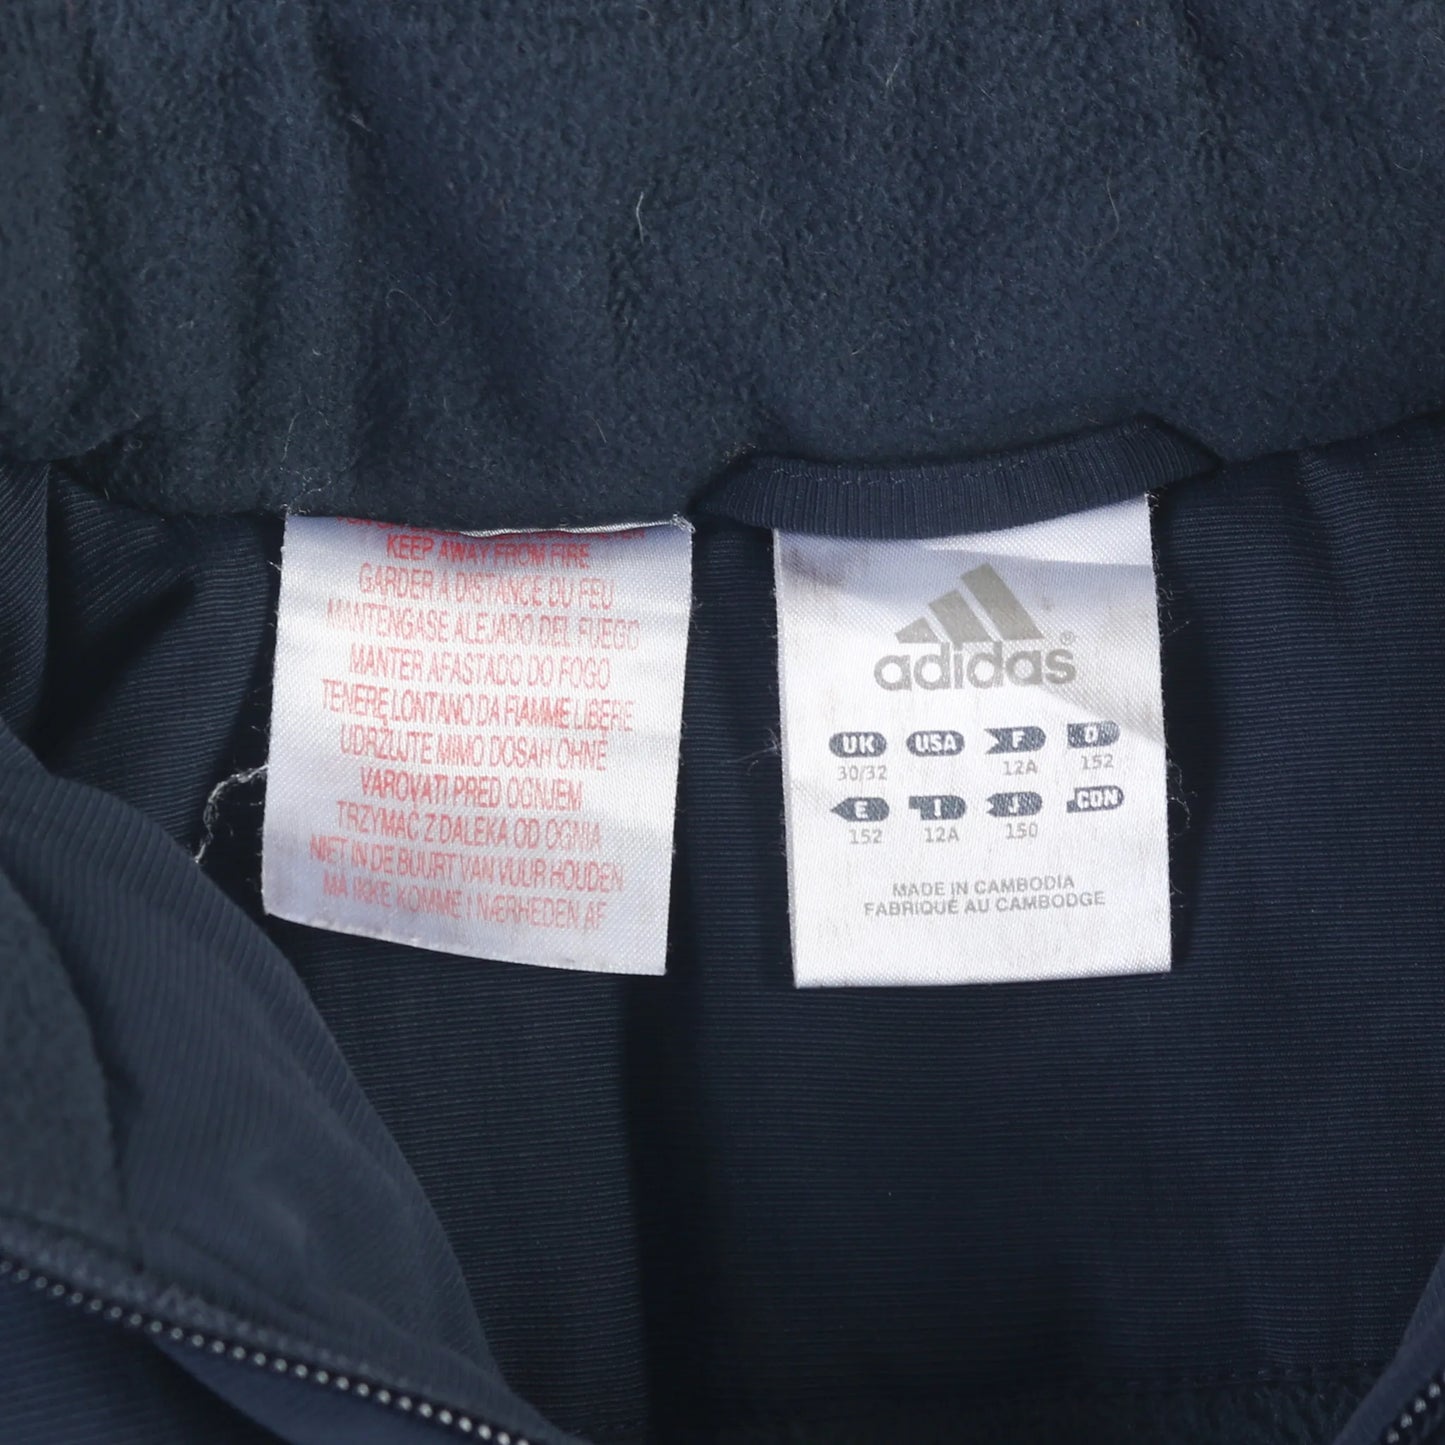 KEEP AWAY FROM FIRE
GARDER À DISTANCE DU FEU
MANTENGASE ALEJADO DEL FUEGO
MANTER AFASTADO DO FOGO
TENERE LONTANO DA FIAMME LIBERE
UDRŽUJTE MIMO DOSAH OHNĚ
VAROVATI PRED OGNJEM
TRZYMAĆ Z DALEKA OD OGNIA
NIET IN DE BUURT VAN VUUR HOUDEN
MÅ IKKE KOMME I NÆRHEDEN AF
adidas®
UK USA F D
30/32 12A 152
E I J CDN
152 12A 150
MADE IN CAMBODIA
FABRIQUÉ AU CAMBODGE